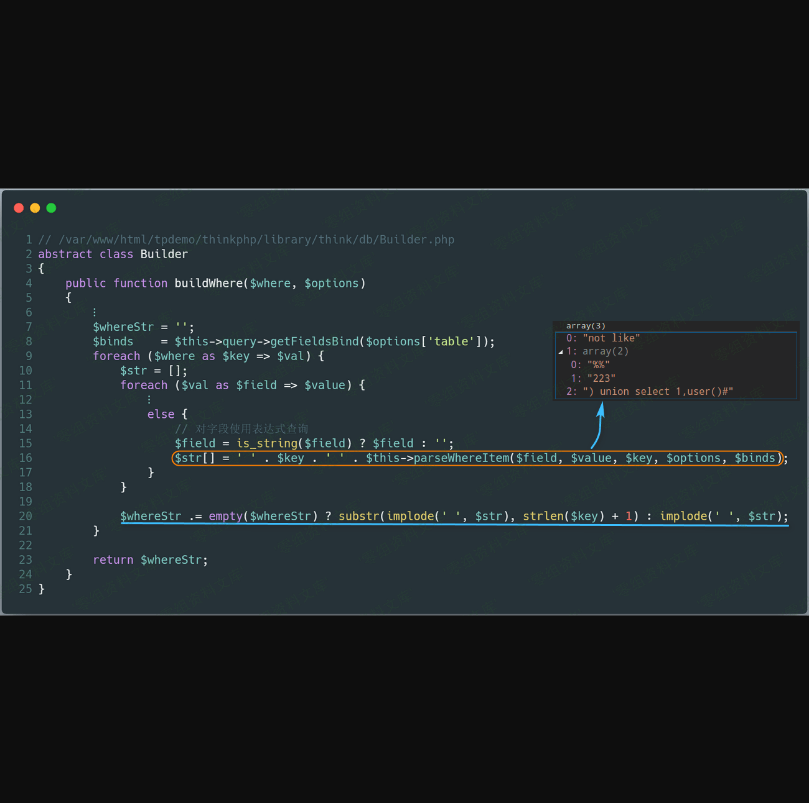 1 // /var/www/html/tpdemo/thinkphp/library/think/db/Builder.php
2 abstract class Builder
3 {
4 public function buildWhere($where, $options)
5 {
6 ⋮
7 $whereStr = '';
8 $binds = $this->query->getFieldsBind($options['table']);
9 foreach ($where as $key => $val) {
10 $str = [];
11 foreach ($val as $field => $value) {
12 ⋮
13 else {
14 // 对字段使用表达式查询
15 $field = is_string($field) ? $field : '';
16 $str[] = ' ' . $key . ' ' . $this->parseWhereItem($field, $value, $key, $options, $binds);
17 }
18 }
19
20 $whereStr .= empty($whereStr) ? substr(implode(' ', $str), strlen($key) + 1) : implode(' ', $str);
21 }
22
23 return $whereStr;
24 }
25 }
array(3)
0: "not like"
1: array(2)
0: "%%"
1: "223"
2: ") union select 1,user()#"